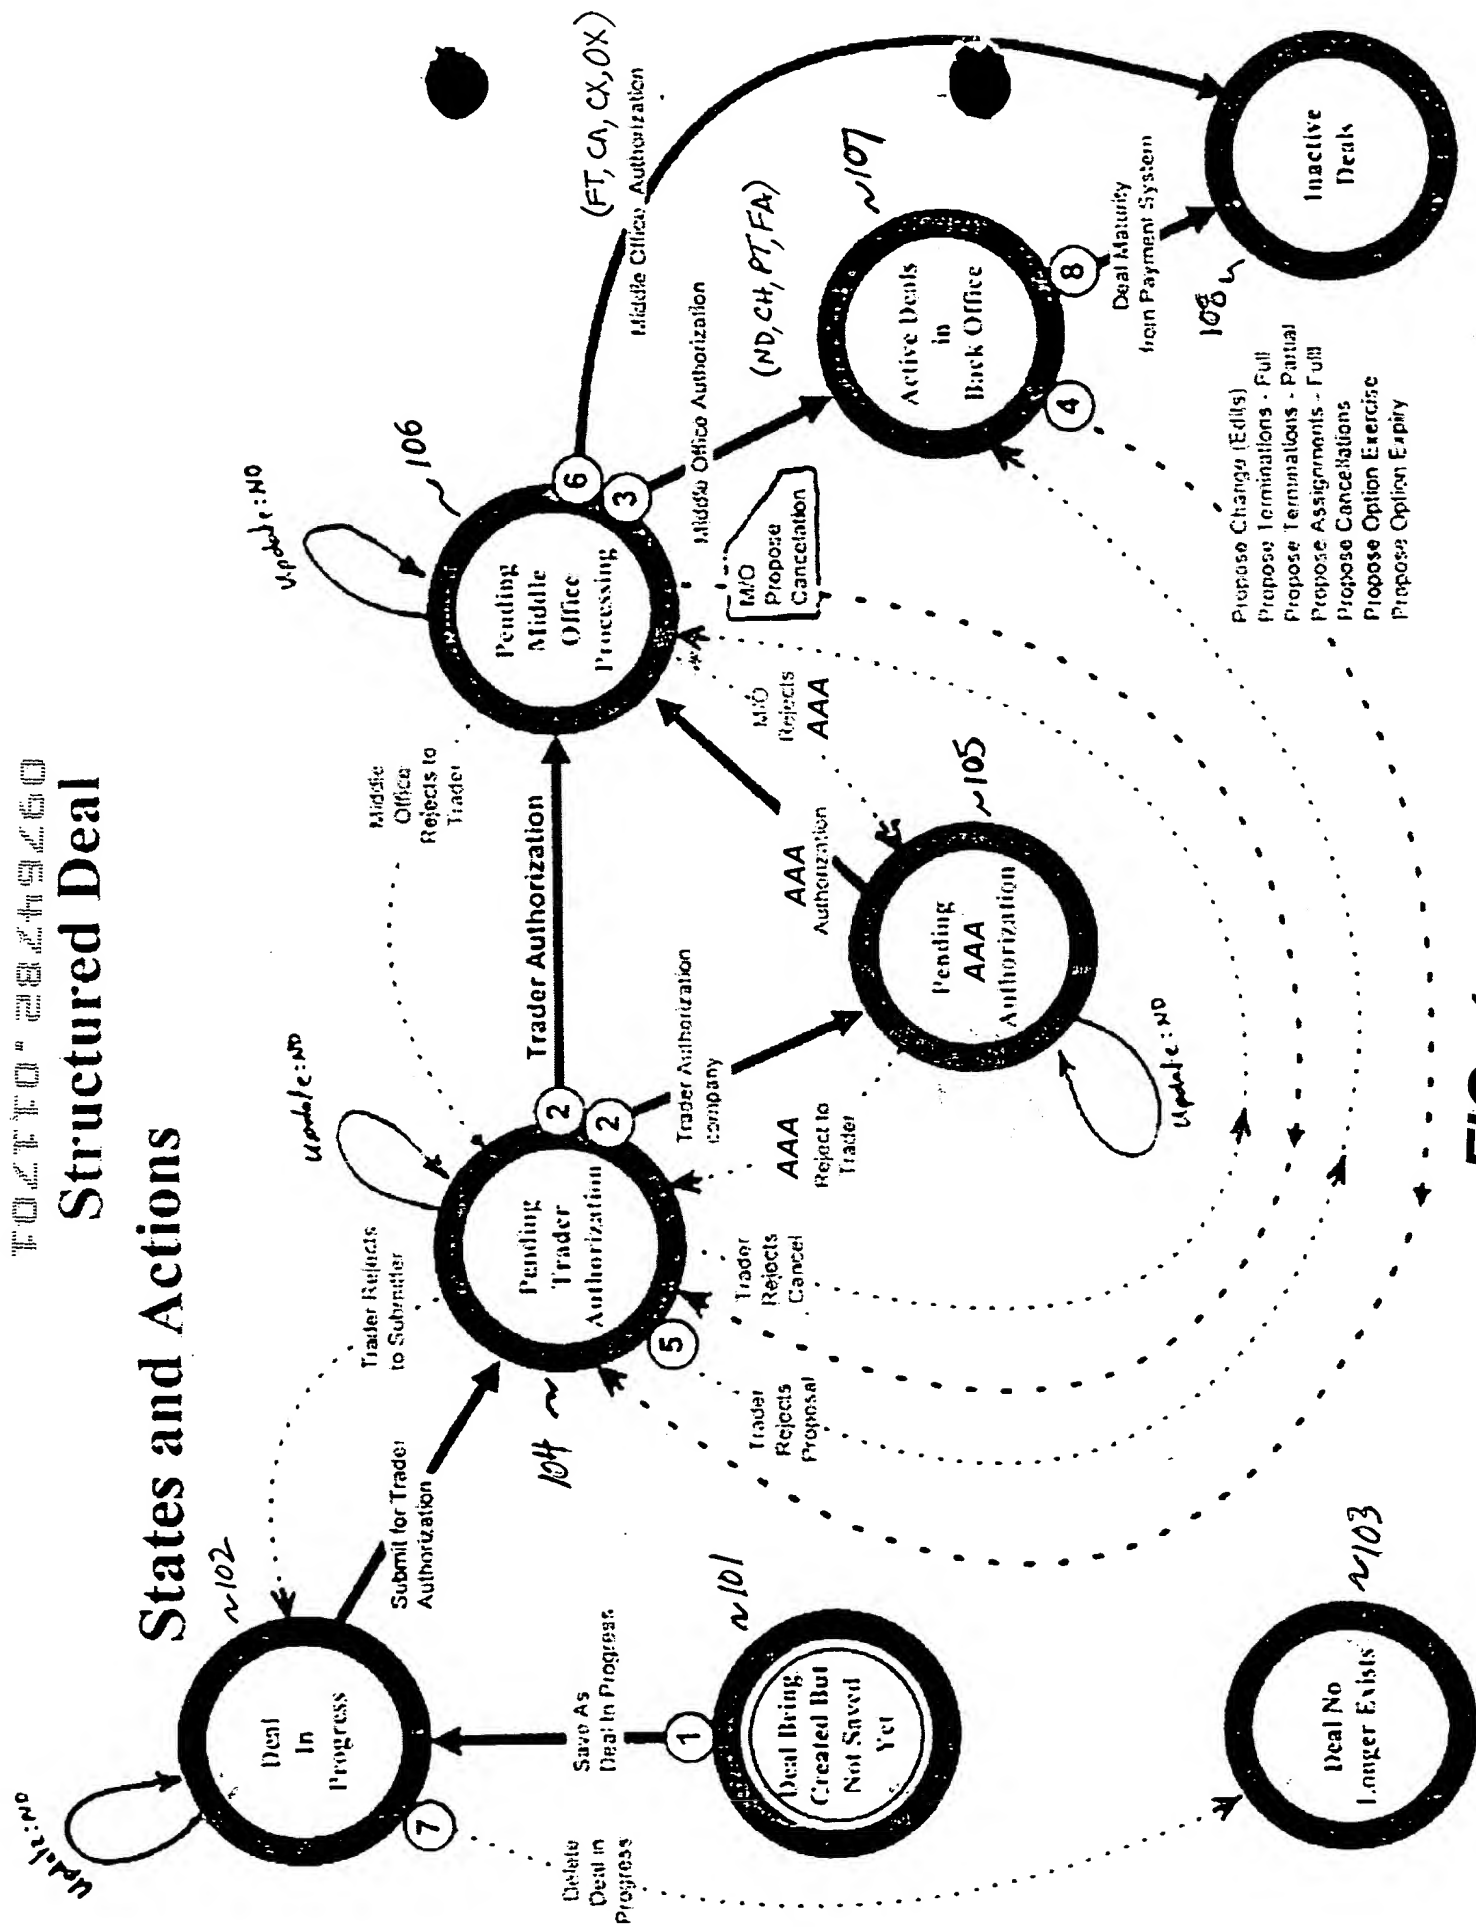 Structured Deal
States and Actions
Update:ND
Deal
In
Progress
~102
7
Delete
Deal in
Progress
Save As
Deal In Progress
1
Deal Being
Created But
Not Saved
Yet
~101
Deal No
Longer Exists
~103
Submit for Trader
Authorization
Trader Rejects
to Submitter
Update:ND
Pending
Trader
Authorization
104 ~
2
2
5
Trader
Rejects
Proposal
Trader
Rejects
Cancel
Trader Authorization
Trader Authorization
company
AAA
Reject to
Trader
Middle
Office
Rejects to
Trader
Pending
AAA
Authorization
~105
Update:ND
AAA
Authorization
M/O
Rejects
AAA
Update:ND
Pending
Middle
Office
Processing
~106
6
3
M/O
Propose
Cancelation
Middle Office Authorization
(ND,CH,PT,FA)
Middle Office Authorization
(FT, CA, CX, OX)
Active Deals
in
Back Office
~107
4
8
Deal Maturity
from Payment System
Inactive
Deals
108
Propose Change (Edits)
Propose Terminations - Full
Propose Terminations - Partial
Propose Assignments - Full
Propose Cancellations
Propose Option Exercise
Propose Option Expiry